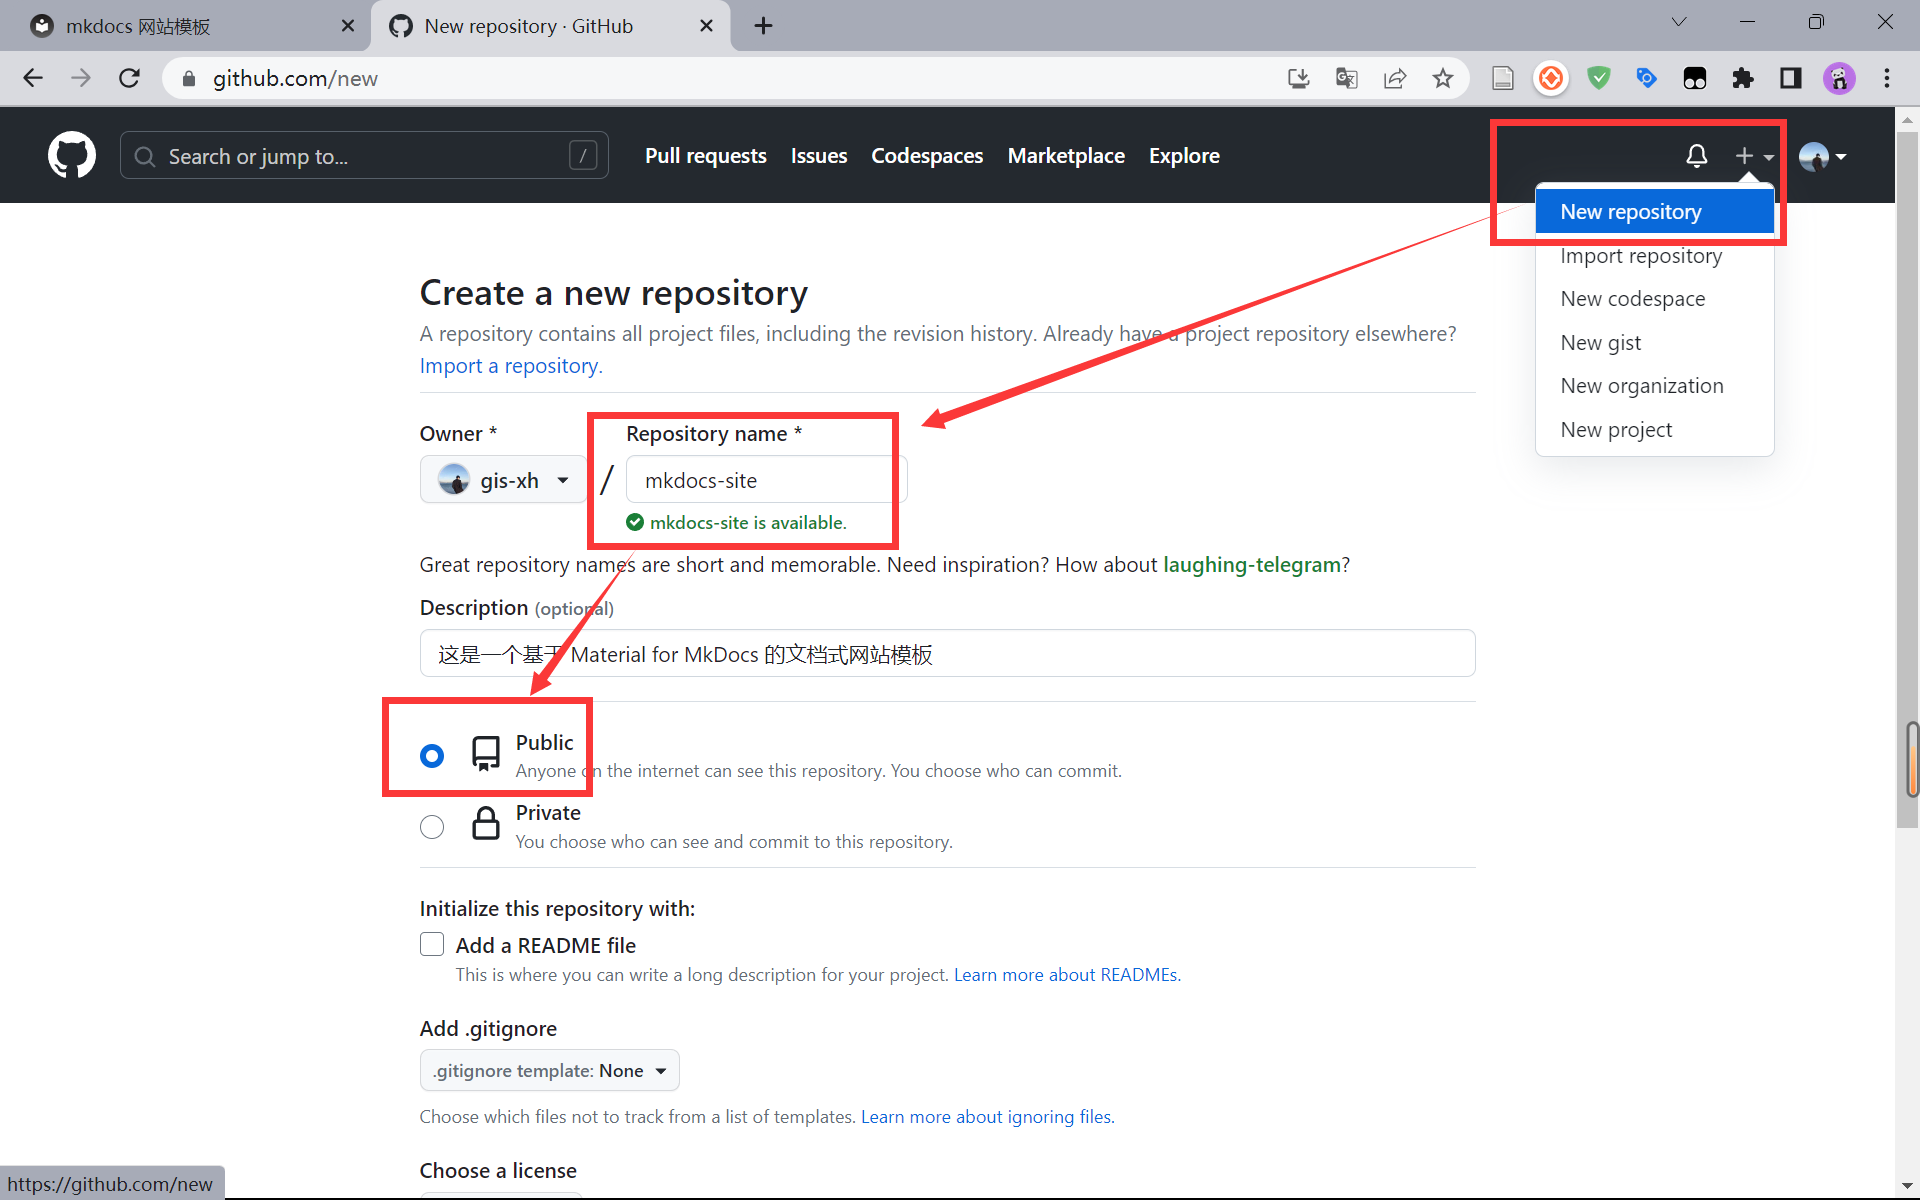 mkdocs 网站模板
New repository · GitHub
github.com/new
Search or jump to...
/
Pull requests
Issues
Codespaces
Marketplace
Explore
New repository
Import repository
New codespace
New gist
New organization
New project
Create a new repository
A repository contains all project files, including the revision history. Already have a project repository elsewhere?
Import a repository.
Owner *
Repository name *
gis-xh
/
mkdocs-site
mkdocs-site is available.
Great repository names are short and memorable. Need inspiration? How about laughing-telegram?
Description (optional)
这是一个基于 Material for MkDocs 的文档式网站模板
Public
Anyone on the internet can see this repository. You choose who can commit.
Private
You choose who can see and commit to this repository.
Initialize this repository with:
Add a README file
This is where you can write a long description for your project. Learn more about READMEs.
Add .gitignore
.gitignore template: None
Choose which files not to track from a list of templates. Learn more about ignoring files.
Choose a license
https://github.com/new